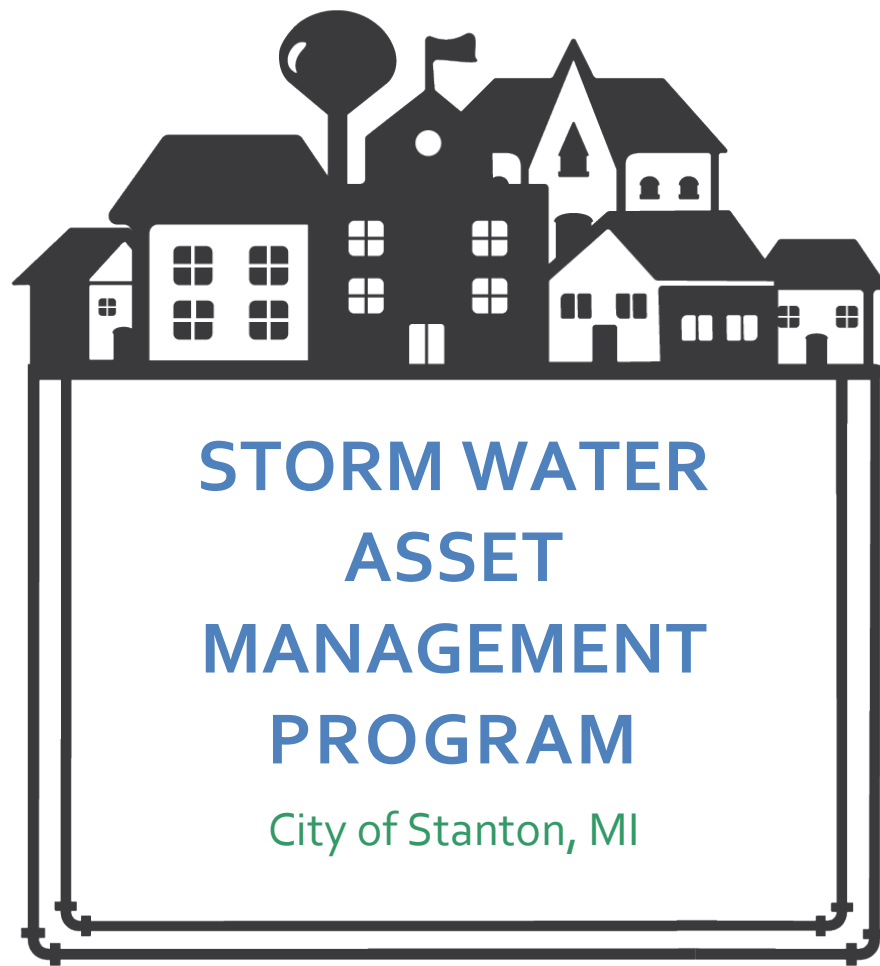 STORM WATER
ASSET
MANAGEMENT
PROGRAM
City of Stanton, MI